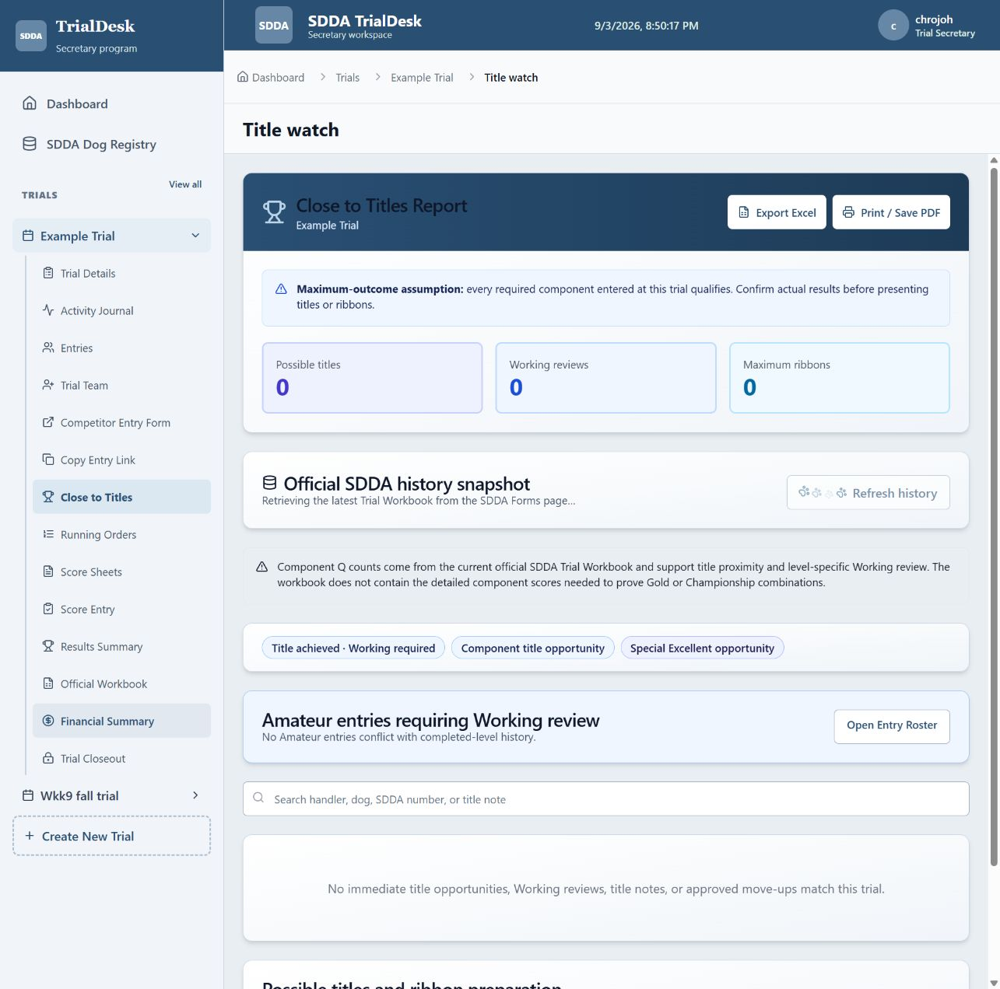 SDDA
TrialDesk
Secretary program
Dashboard
SDDA Dog Registry
View all
TRIALS
Example Trial
Trial Details
Activity Journal
Entries
Trial Team
Competitor Entry Form
Copy Entry Link
Close to Titles
Running Orders
Score Sheets
Score Entry
Results Summary
Official Workbook
Financial Summary
Trial Closeout
Wkk9 fall trial
+ Create New Trial
SDDA
SDDA TrialDesk
Secretary workspace
9/3/2026, 8:50:17 PM
c
chrojoh
Trial Secretary
Dashboard > Trials > Example Trial > Title watch
Title watch
Close to Titles Report
Example Trial
Export Excel
Print / Save PDF
Maximum-outcome assumption: every required component entered at this trial qualifies. Confirm actual results before presenting
titles or ribbons.
Possible titles
0
Working reviews
0
Maximum ribbons
0
Official SDDA history snapshot
Retrieving the latest Trial Workbook from the SDDA Forms page...
Refresh history
Component Q counts come from the current official SDDA Trial Workbook and support title proximity and level-specific Working review. The
workbook does not contain the detailed component scores needed to prove Gold or Championship combinations.
Title achieved · Working required
Component title opportunity
Special Excellent opportunity
Amateur entries requiring Working review
No Amateur entries conflict with completed-level history.
Open Entry Roster
Search handler, dog, SDDA number, or title note
No immediate title opportunities, Working reviews, title notes, or approved move-ups match this trial.
Possible titles and ribbon preparation